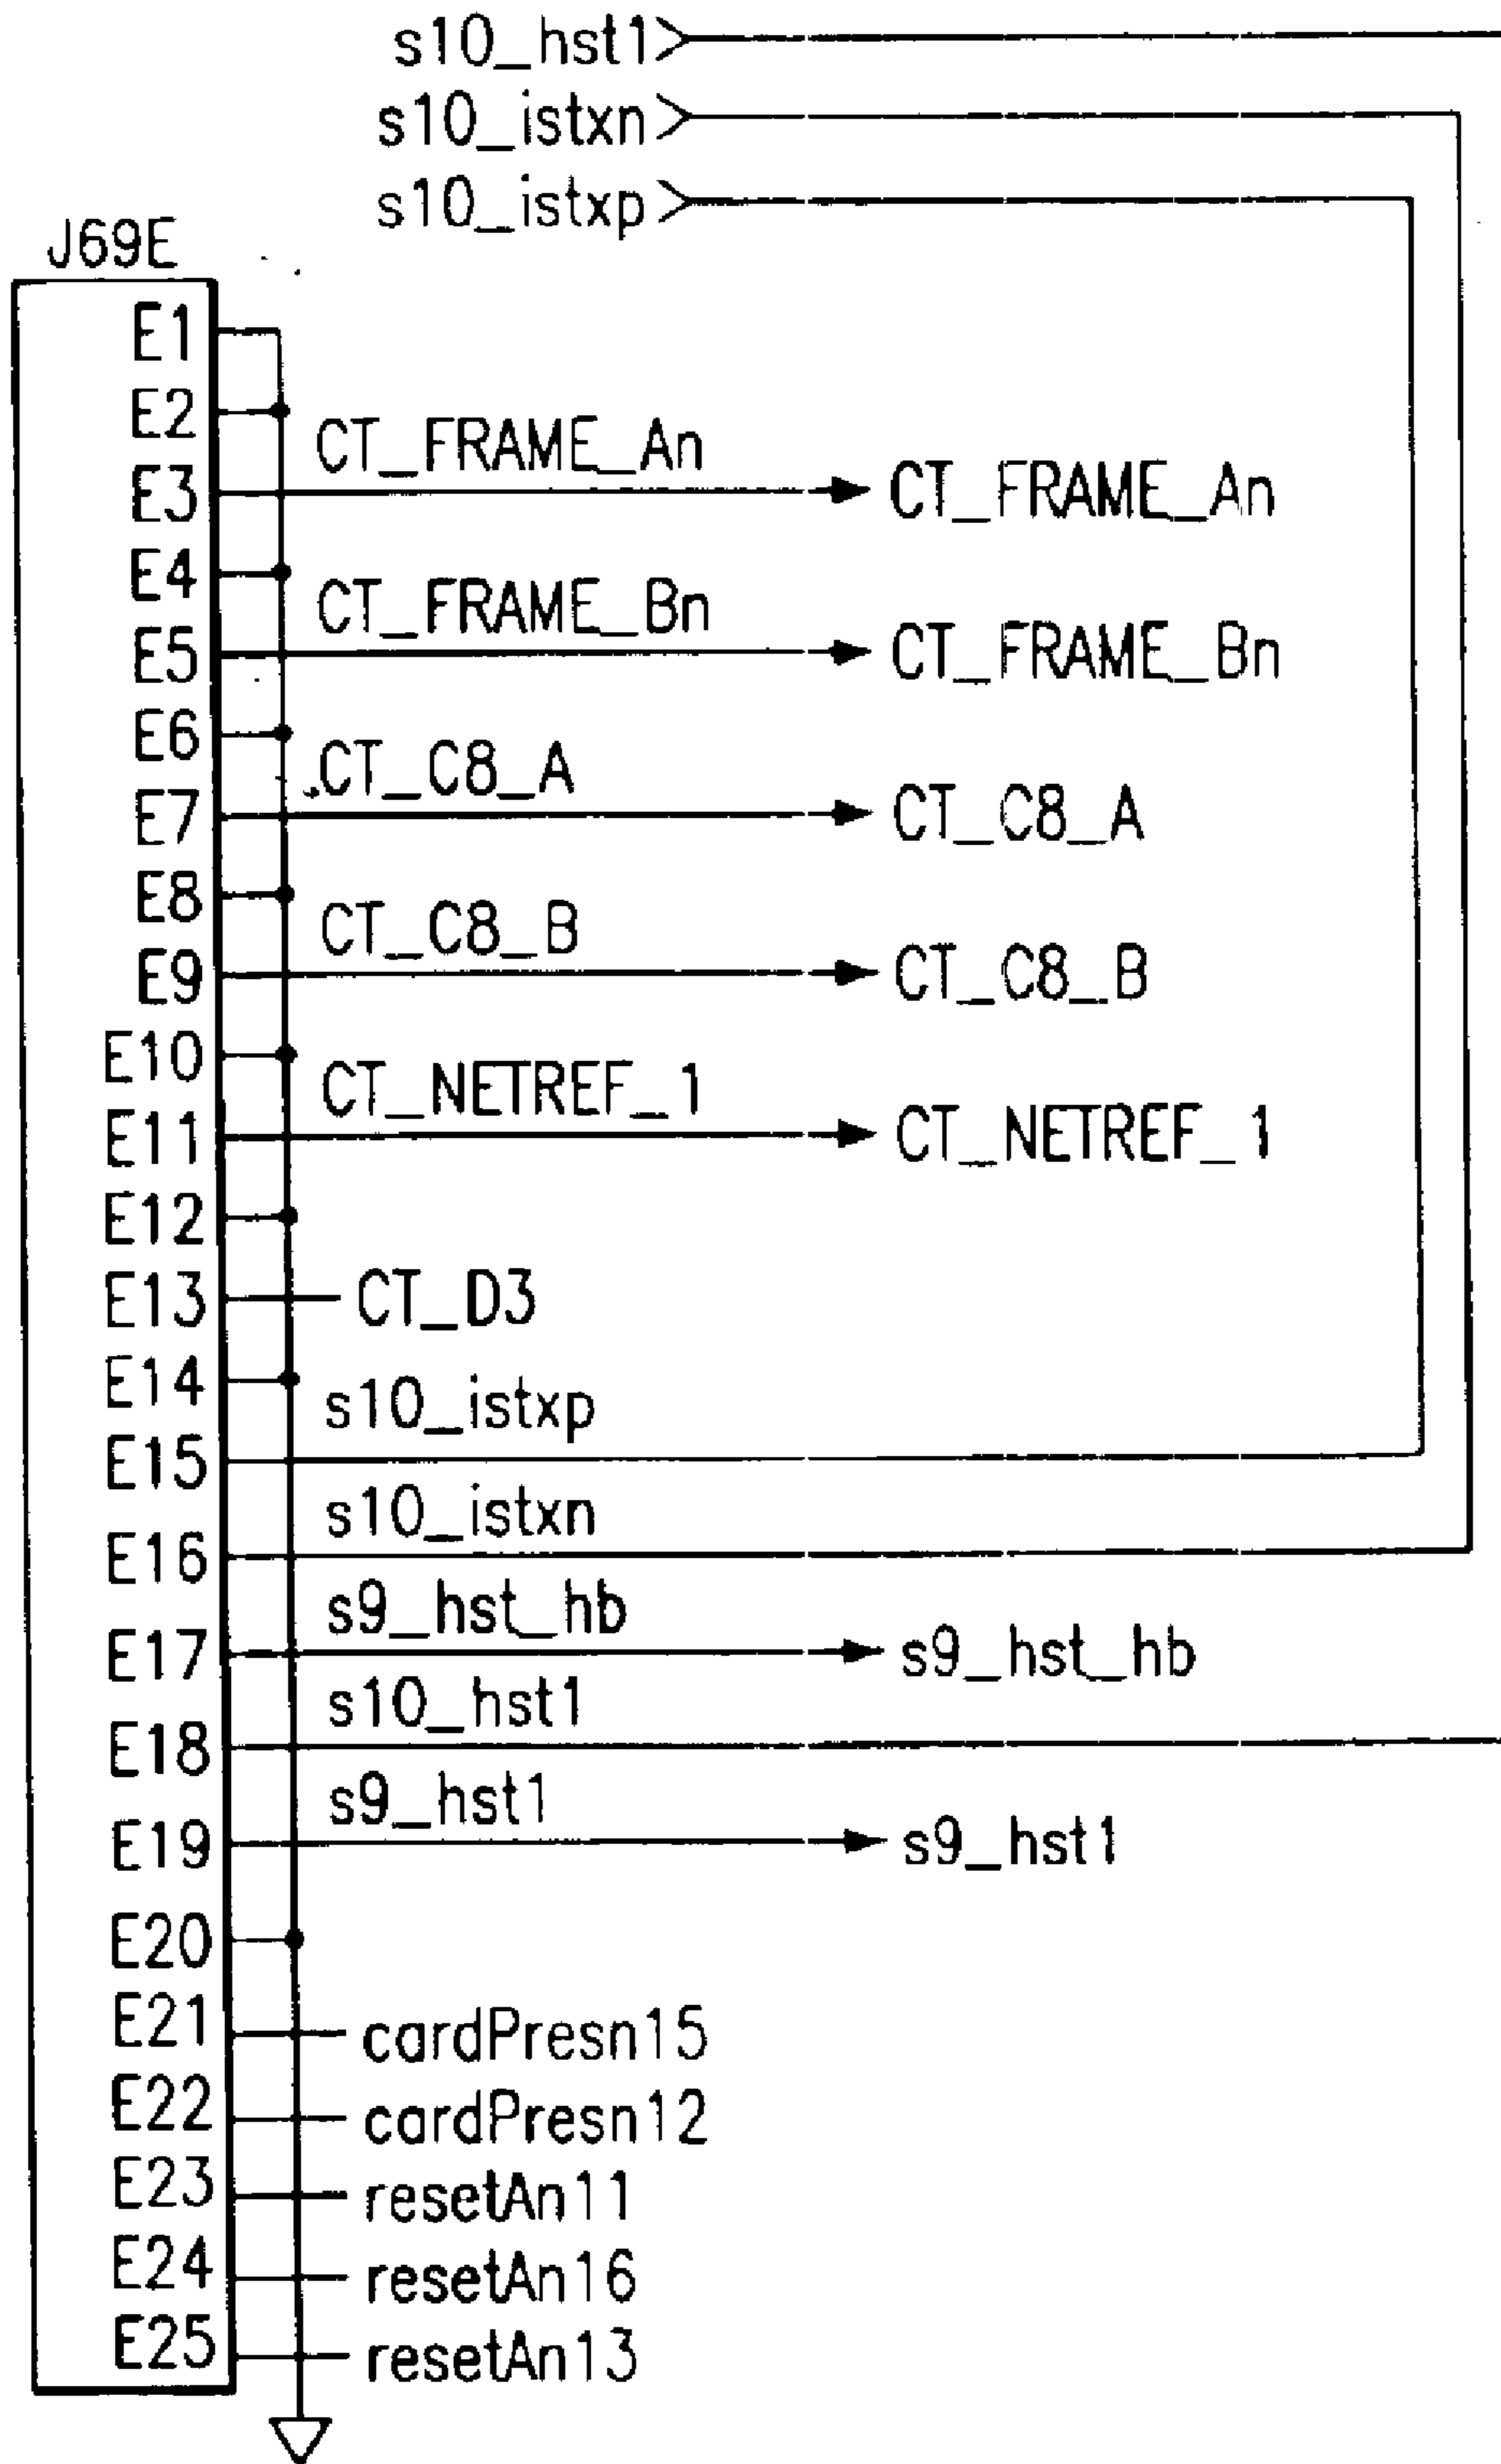 s10_hst1
s10_istxn
s10_istxp
J69E
E1
E2
CT_FRAME_An
E3 CT_FRAME_An
E4
CT_FRAME_Bn
E5 CT_FRAME_Bn
E6
CT_C8_A
E7 CT_C8_A
E8
CT_C8_B
E9 CT_C8_B
E10
CT_NETREF_1
E11 CT_NETREF_1
E12
E13 CT_D3
E14
s10_istxp
E15
s10_istxn
E16
s9_hst_hb
E17 s9_hst_hb
s10_hst1
E18
s9_hst1
E19 s9_hst1
E20
E21 cardPresn15
E22 cardPresn12
E23 resetAn11
E24 resetAn16
E25 resetAn13